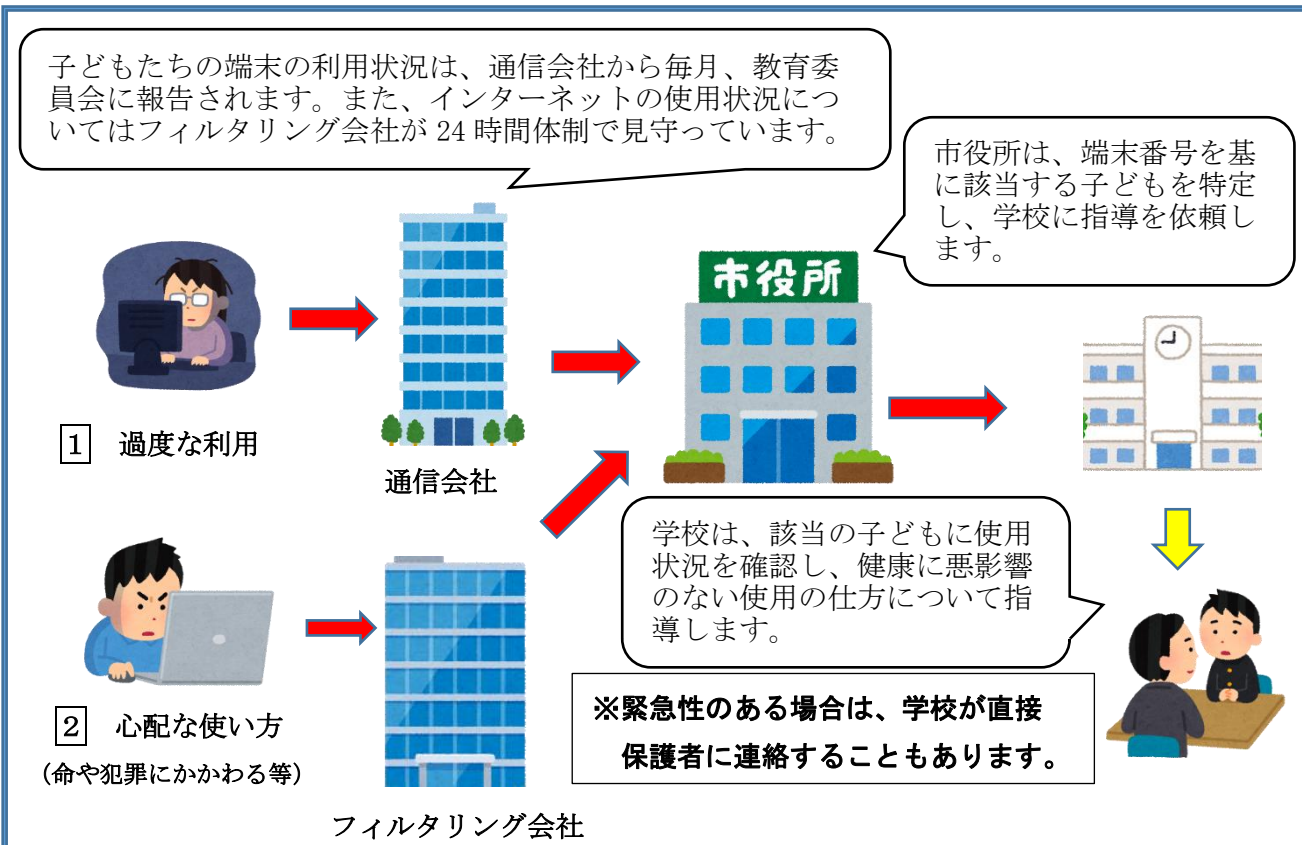 子どもたちの端末の利用状況は、通信会社から毎月、教育委
員会に報告されます。また、インターネットの使用状況につ
いてはフィルタリング会社が 24 時間体制で見守っています。
市役所は、端末番号を基
に該当する子どもを特定
し、学校に指導を依頼し
ます。
市役所
1 過度な利用
通信会社
学校は、該当の子どもに使用
状況を確認し、健康に悪影響
のない使用の仕方について指
導します。
2 心配な使い方
(命や犯罪にかかわる等)
※緊急性のある場合は、学校が直接
保護者に連絡することもあります。
フィルタリング会社